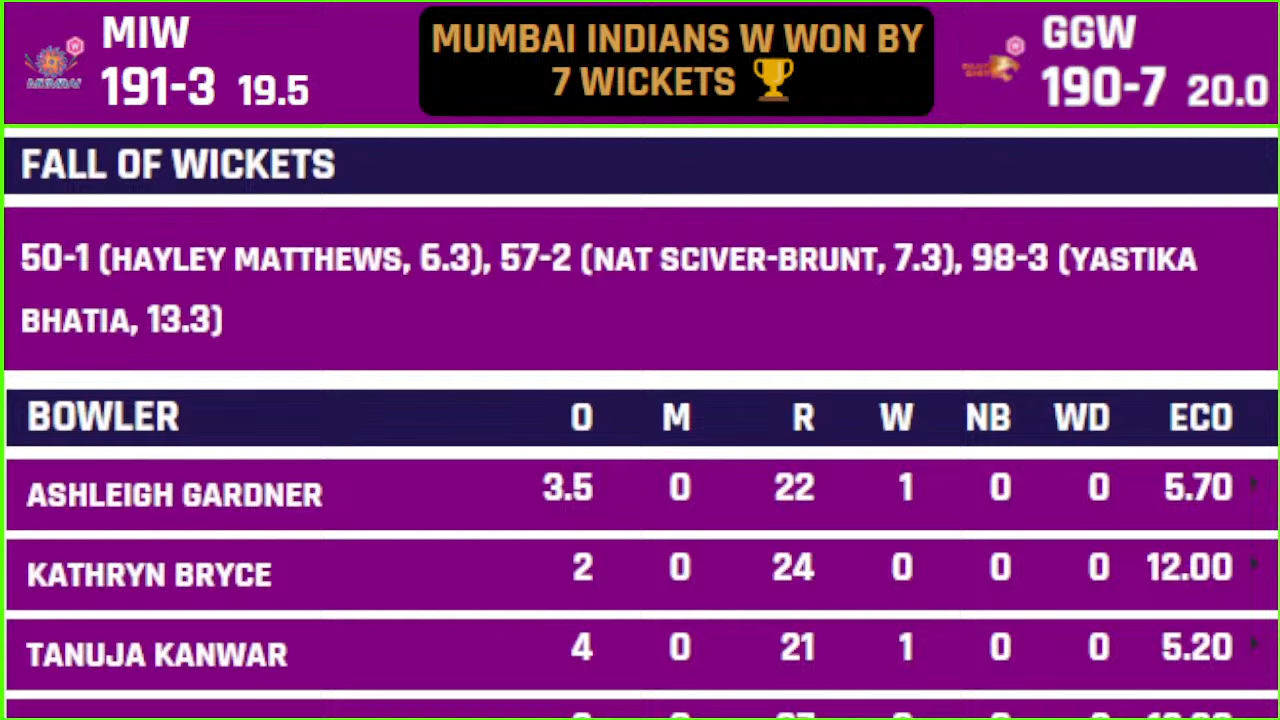 MIW
191-3 19.5
MUMBAI INDIANS W WON BY
7 WICKETS
GGW
190-7 20.0
FALL OF WICKETS
50-1 (HAYLEY MATTHEWS, 6.3), 57-2 (NAT SCIVER-BRUNT, 7.3), 98-3 (YASTIKA
BHATIA, 13.3)
BOWLER O M R W NB WD ECO
ASHLEIGH GARDNER 3.5 0 22 1 0 0 5.70
KATHRYN BRYCE 2 0 24 0 0 0 12.00
TANUJA KANWAR 4 0 21 1 0 0 5.20